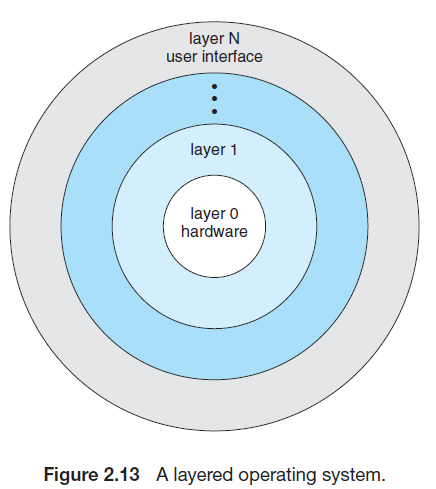 layer N
user interface
layer 1
layer 0
hardware
Figure 2.13 A layered operating system.